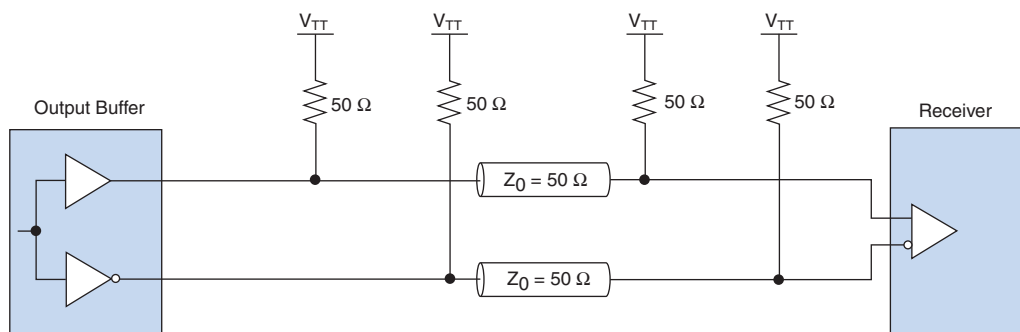 V_TT V_TT V_TT V_TT
50 Ω 50 Ω 50 Ω 50 Ω
Output Buffer
Receiver
Z_0 = 50 Ω
Z_0 = 50 Ω